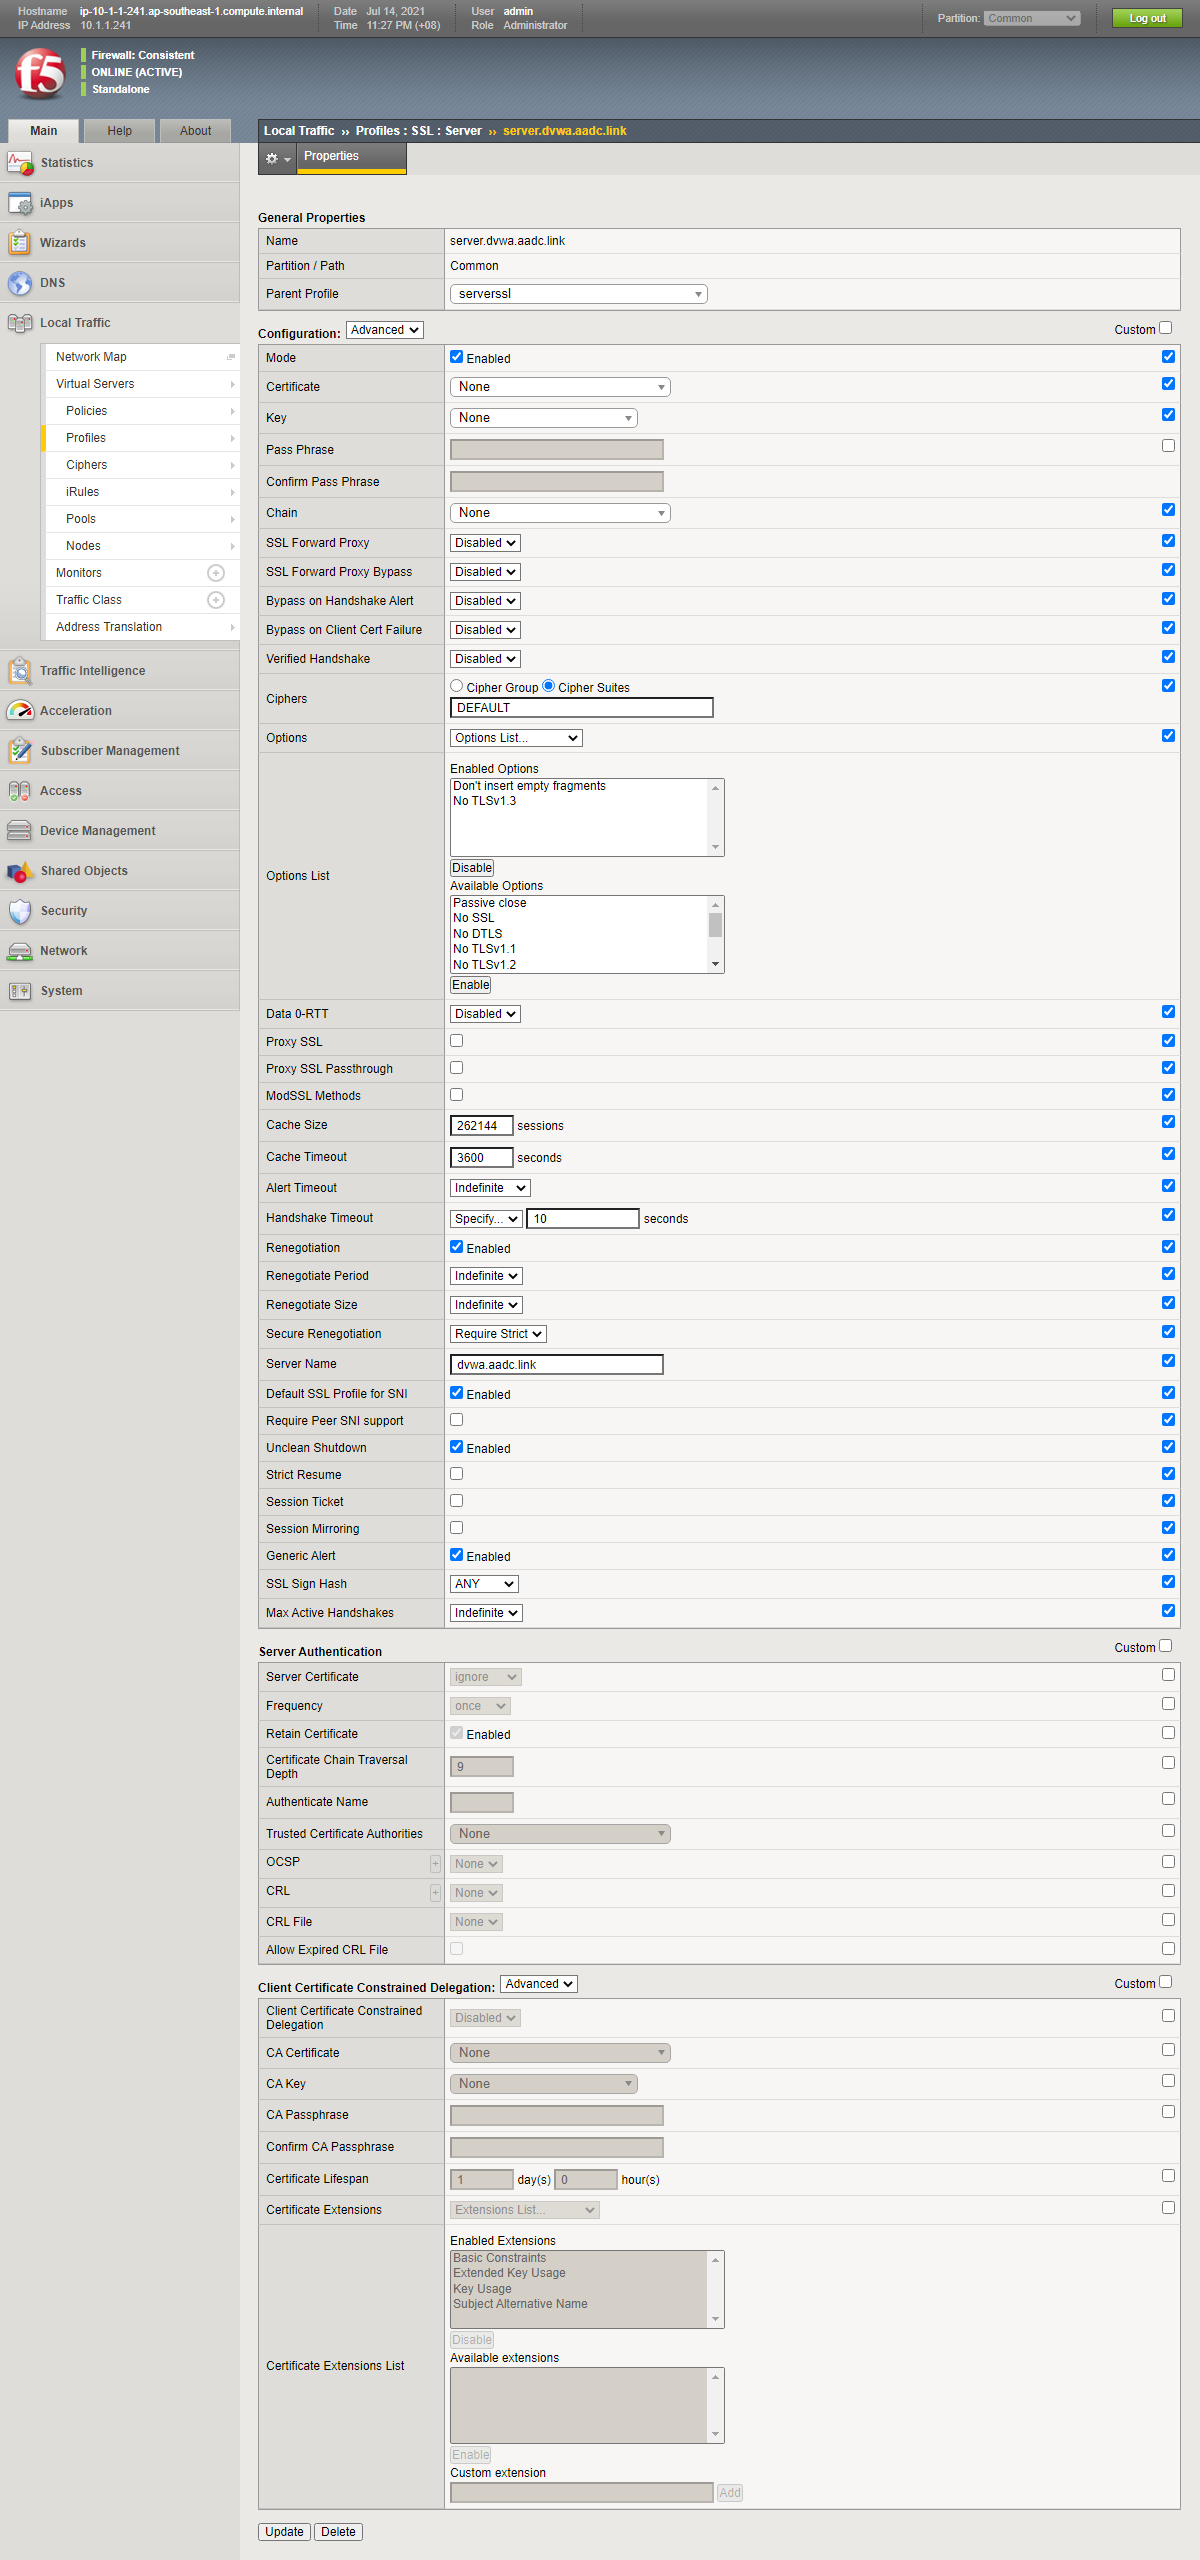 Hostname ip-10-1-1-241.ap-southeast-1.compute.internal Date Jul 14, 2021 User admin
IP Address 10.1.1.241 Time 11:27 PM (+08) Role Administrator
Partition: Common Log out
f5
Firewall: Consistent
ONLINE (ACTIVE)
Standalone
Main Help About
Local Traffic ›› Profiles : SSL : Server ›› server.dvwa.aadc.link
Properties
Statistics
iApps
Wizards
DNS
Local Traffic
Network Map
Virtual Servers
Policies
Profiles
Ciphers
iRules
Pools
Nodes
Monitors
Traffic Class
Address Translation
Traffic Intelligence
Acceleration
Subscriber Management
Access
Device Management
Shared Objects
Security
Network
System
General Properties
Name server.dvwa.aadc.link
Partition / Path Common
Parent Profile serverssl
Configuration: Advanced Custom
Mode Enabled
Certificate None
Key None
Pass Phrase
Confirm Pass Phrase
Chain None
SSL Forward Proxy Disabled
SSL Forward Proxy Bypass Disabled
Bypass on Handshake Alert Disabled
Bypass on Client Cert Failure Disabled
Verified Handshake Disabled
Ciphers Cipher Group Cipher Suites
DEFAULT
Options Options List...
Options List
Enabled Options
Don't insert empty fragments
No TLSv1.3
Disable
Available Options
Passive close
No SSL
No DTLS
No TLSv1.1
No TLSv1.2
Enable
Data 0-RTT Disabled
Proxy SSL
Proxy SSL Passthrough
ModSSL Methods
Cache Size 262144 sessions
Cache Timeout 3600 seconds
Alert Timeout Indefinite
Handshake Timeout Specify... 10 seconds
Renegotiation Enabled
Renegotiate Period Indefinite
Renegotiate Size Indefinite
Secure Renegotiation Require Strict
Server Name dvwa.aadc.link
Default SSL Profile for SNI Enabled
Require Peer SNI support
Unclean Shutdown Enabled
Strict Resume
Session Ticket
Session Mirroring
Generic Alert Enabled
SSL Sign Hash ANY
Max Active Handshakes Indefinite
Server Authentication Custom
Server Certificate ignore
Frequency once
Retain Certificate Enabled
Certificate Chain Traversal
Depth 9
Authenticate Name
Trusted Certificate Authorities None
OCSP + None
CRL + None
CRL File None
Allow Expired CRL File
Client Certificate Constrained Delegation: Advanced Custom
Client Certificate Constrained
Delegation Disabled
CA Certificate None
CA Key None
CA Passphrase
Confirm CA Passphrase
Certificate Lifespan 1 day(s) 0 hour(s)
Certificate Extensions Extensions List...
Certificate Extensions List
Enabled Extensions
Basic Constraints
Extended Key Usage
Key Usage
Subject Alternative Name
Disable
Available extensions
Enable
Custom extension
Add
Update Delete